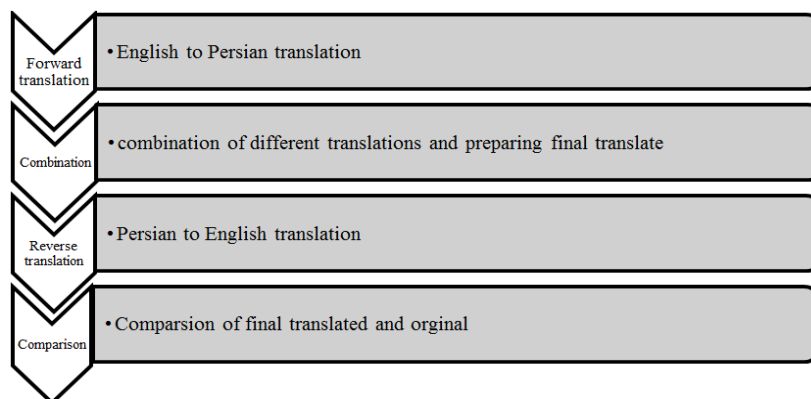 Forward
translation
• English to Persian translation
Combination
• combination of different translations and preparing final translate
Reverse
translation
• Persian to English translation
Comparison
• Comparsion of final translated and orginal